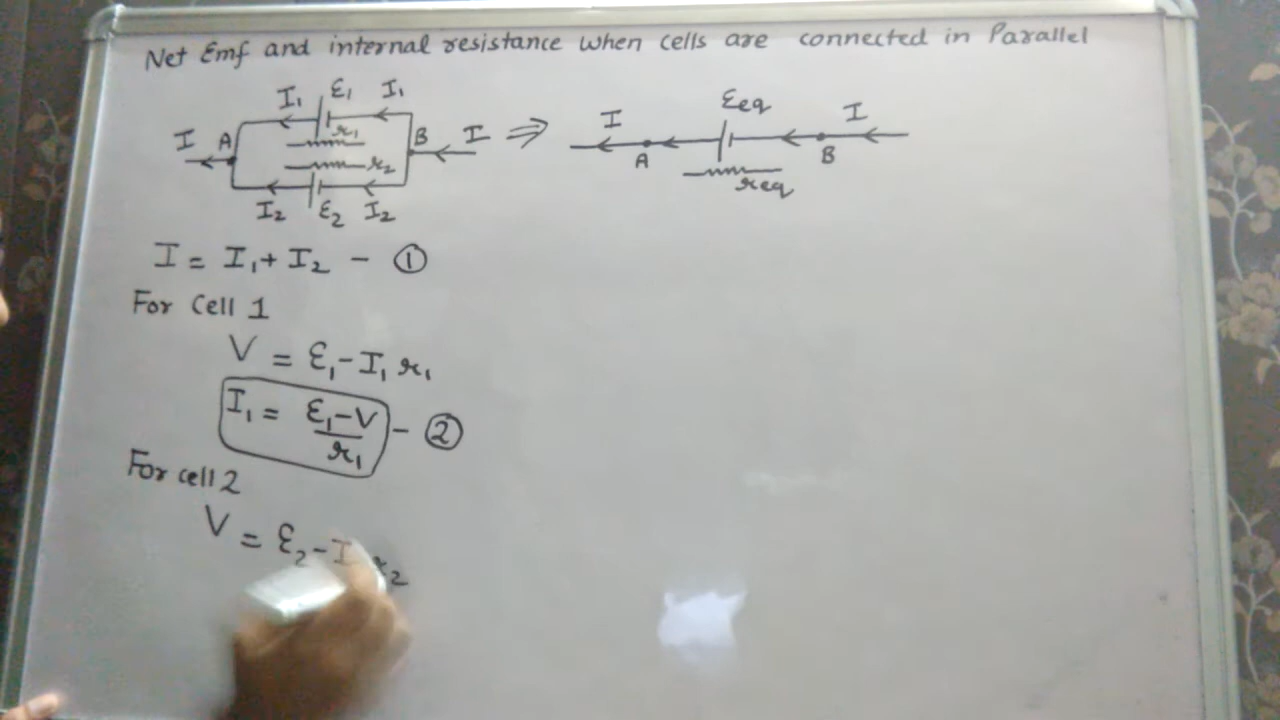 Net Emf and internal resistance when cells are connected in Parallel
I₁ ε₁ I₁
I A r₁ B I ⇒
r₂
I₂ ε₂ I₂
εeq
I I
A B
req
I = I₁ + I₂ - ①
For Cell 1
V = ε₁ - I₁ r₁
I₁ = (ε₁-V)/r₁ - ②
For cell 2
V = ε₂ - I r₂